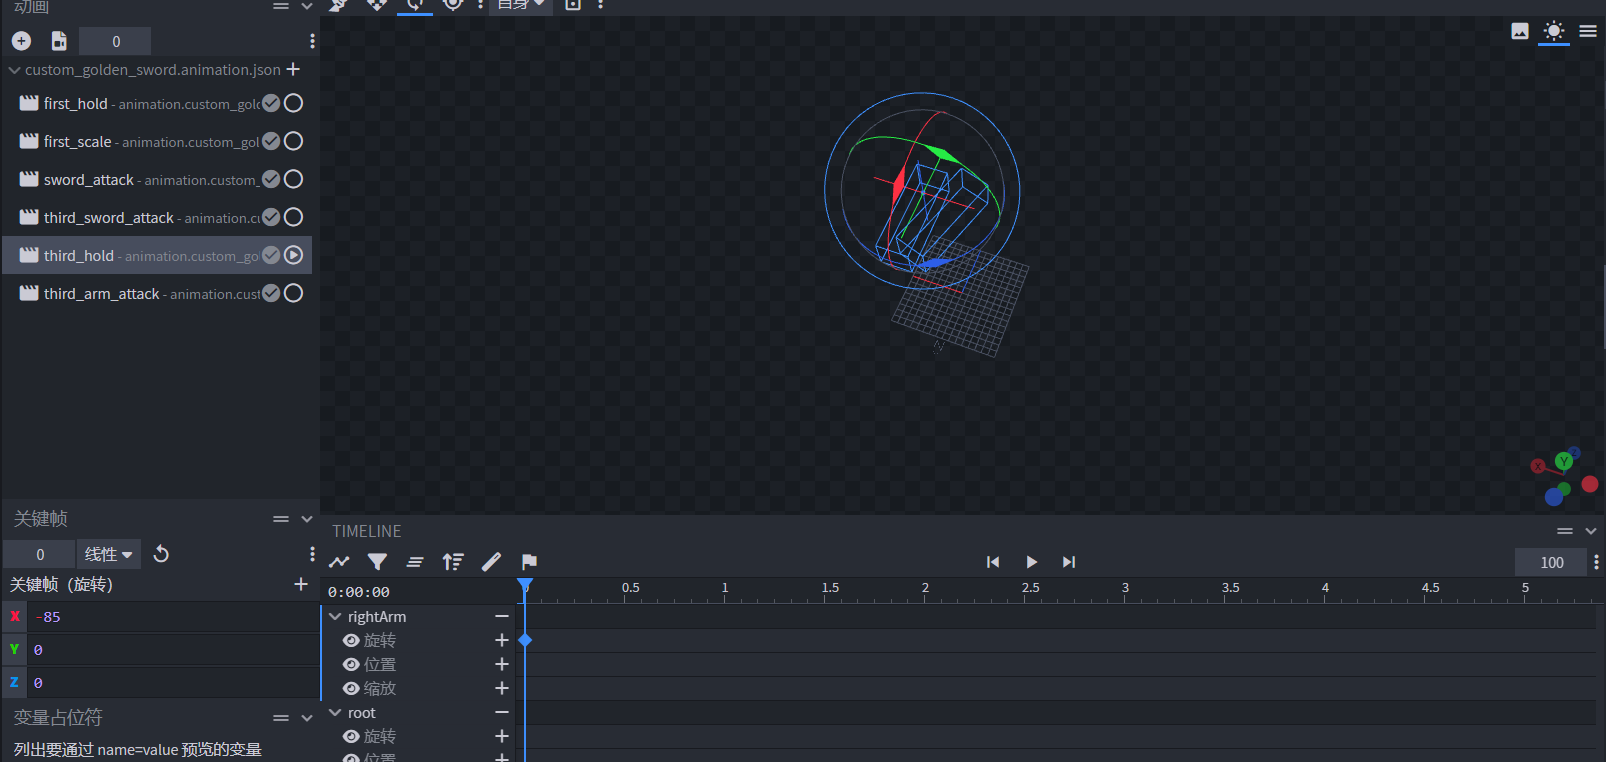 动画
自身
0
custom_golden_sword.animation.json
first_hold - animation.custom_gold
first_scale - animation.custom_gol
sword_attack - animation.custom_
third_sword_attack - animation.cu
third_hold - animation.custom_go
third_arm_attack - animation.cust
X Y Z
关键帧
0 线性
关键帧（旋转）
X -85
Y 0
Z 0
变量占位符
列出要通过 name=value 预览的变量
TIMELINE
100
0:00:00
0.5 1 1.5 2 2.5 3 3.5 4 4.5 5
rightArm
旋转
位置
缩放
root
旋转
位置